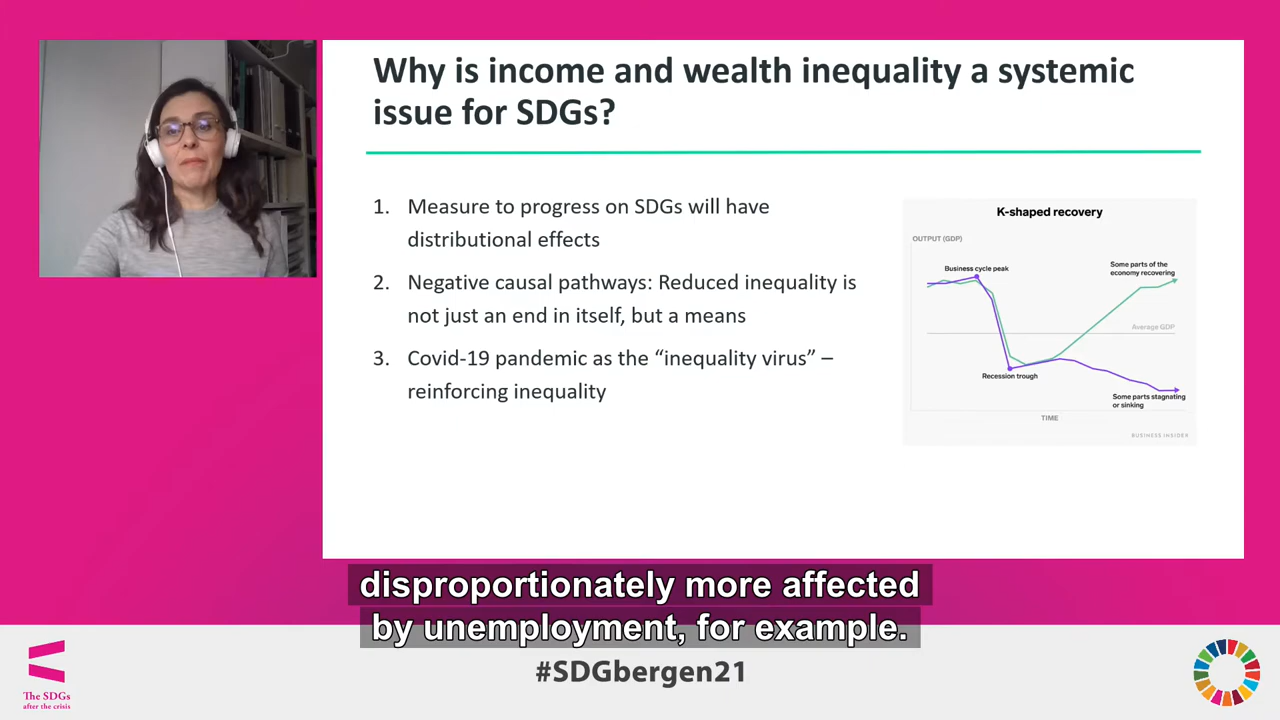 Why is income and wealth inequality a systemic
issue for SDGs?
1. Measure to progress on SDGs will have
distributional effects
2. Negative causal pathways: Reduced inequality is
not just an end in itself, but a means
3. Covid-19 pandemic as the “inequality virus” –
reinforcing inequality
K-shaped recovery
OUTPUT (GDP)
Business cycle peak
Some parts of the
economy recovering
Average GDP
Recession trough
Some parts stagnating
or sinking
TIME
BUSINESS INSIDER
disproportionately more affected
by unemployment, for example.
#SDGbergen21
The SDGs
after the crisis